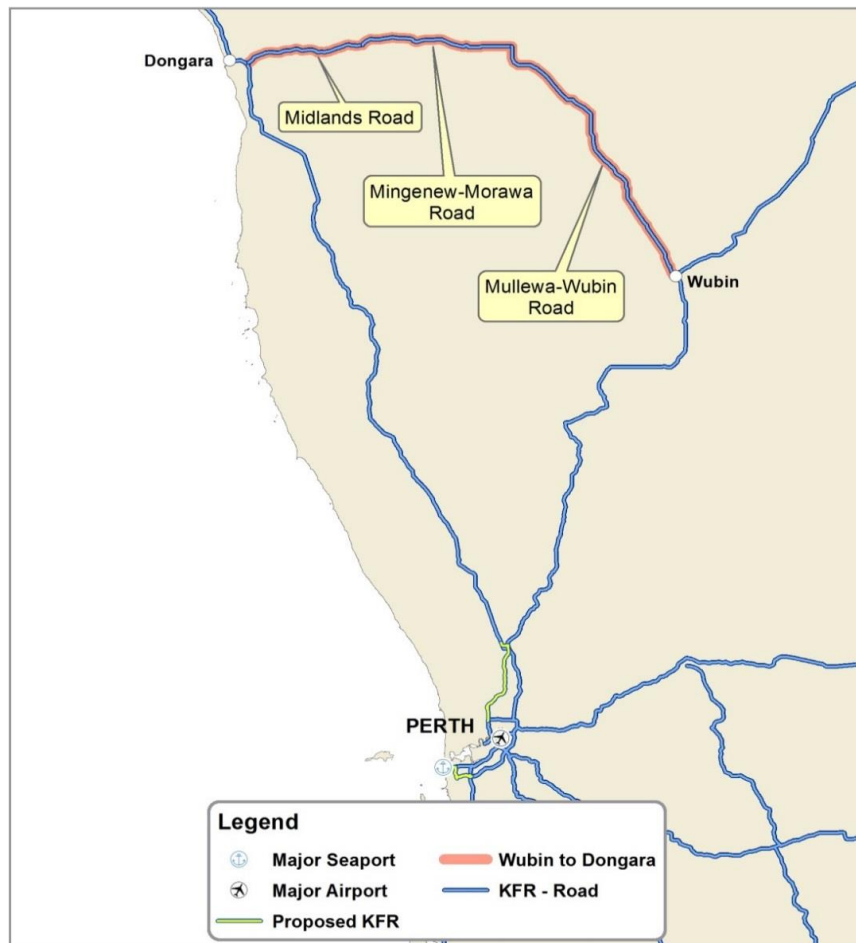 Dongara
Midlands Road
Mingenew-Morawa
Road
Mullewa-Wubin
Road
Wubin
PERTH
Legend
Major Seaport
Wubin to Dongara
Major Airport
KFR - Road
Proposed KFR